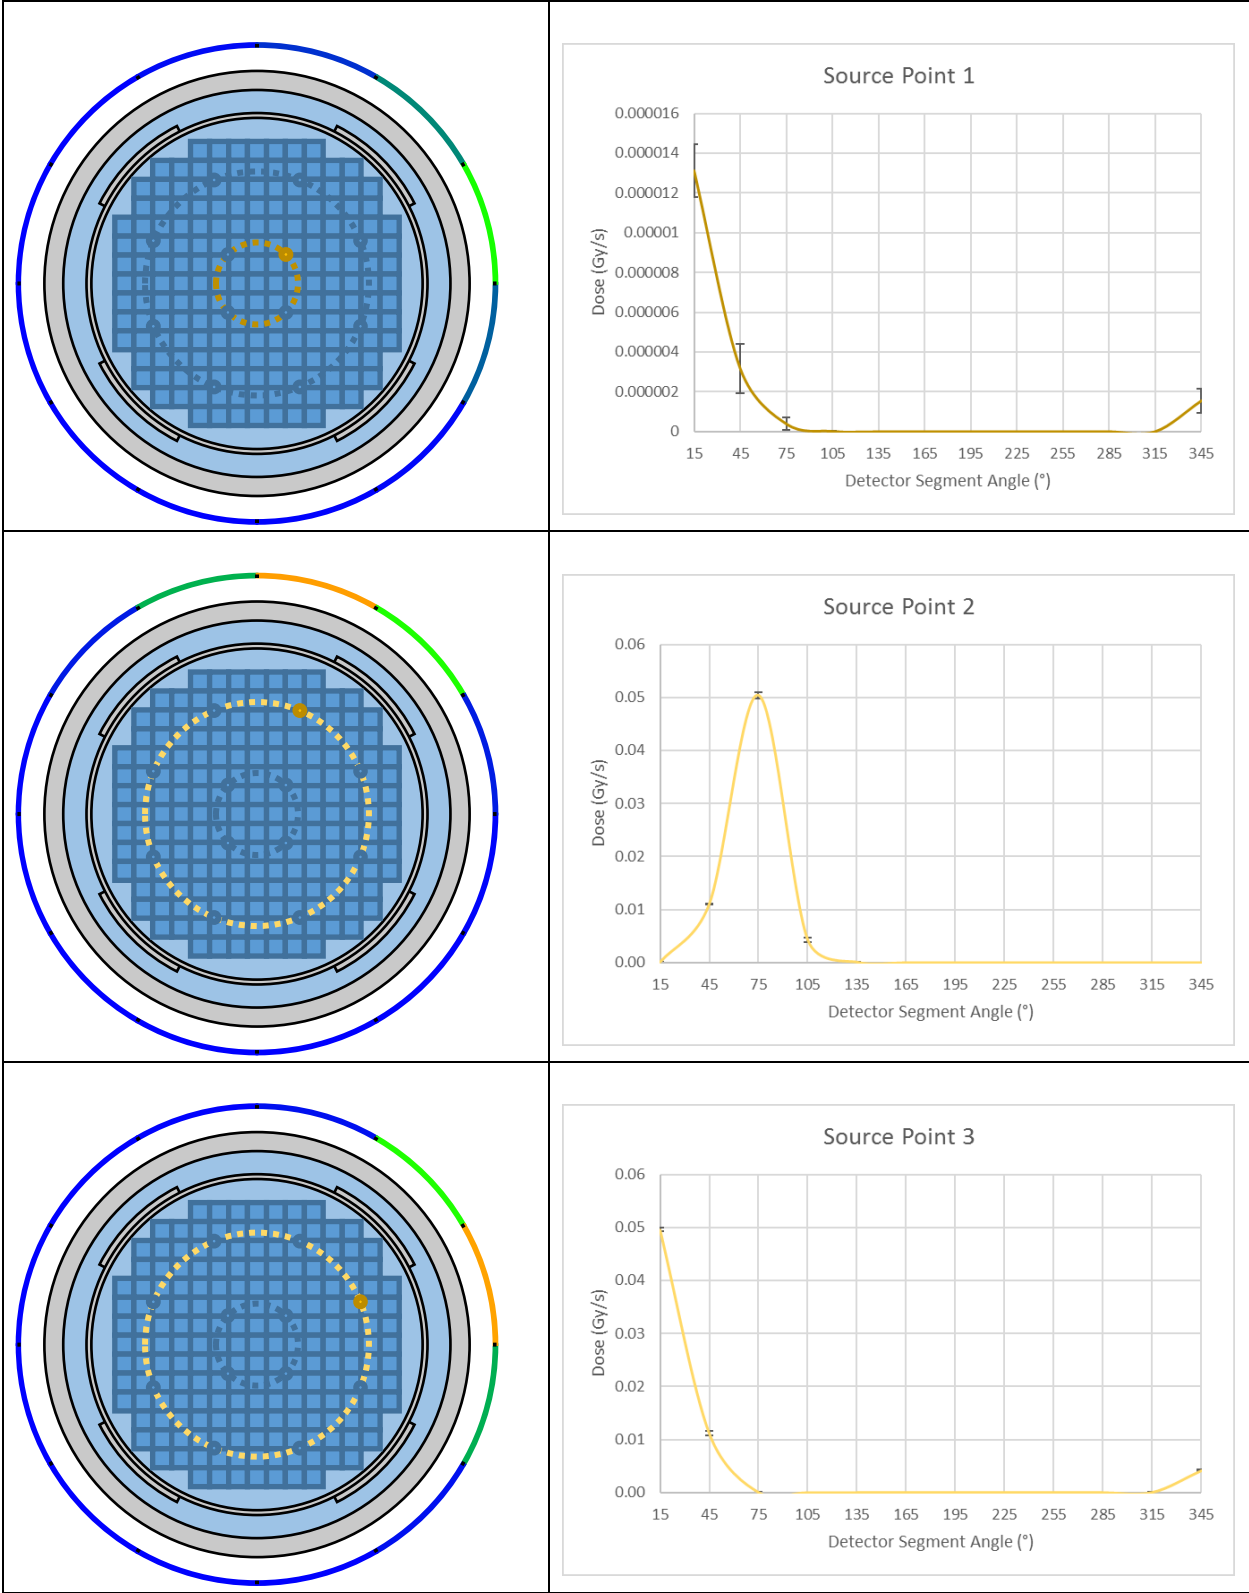 Source Point 1
0.000016
0.000014
0.000012
0.00001
0.000008
0.000006
0.000004
0.000002
0
Dose (Gy/s)
15 45 75 105 135 165 195 225 255 285 315 345
Detector Segment Angle (°)
Source Point 2
0.06
0.05
0.04
0.03
0.02
0.01
0.00
Dose (Gy/s)
15 45 75 105 135 165 195 225 255 285 315 345
Detector Segment Angle (°)
Source Point 3
0.06
0.05
0.04
0.03
0.02
0.01
0.00
Dose (Gy/s)
15 45 75 105 135 165 195 225 255 285 315 345
Detector Segment Angle (°)